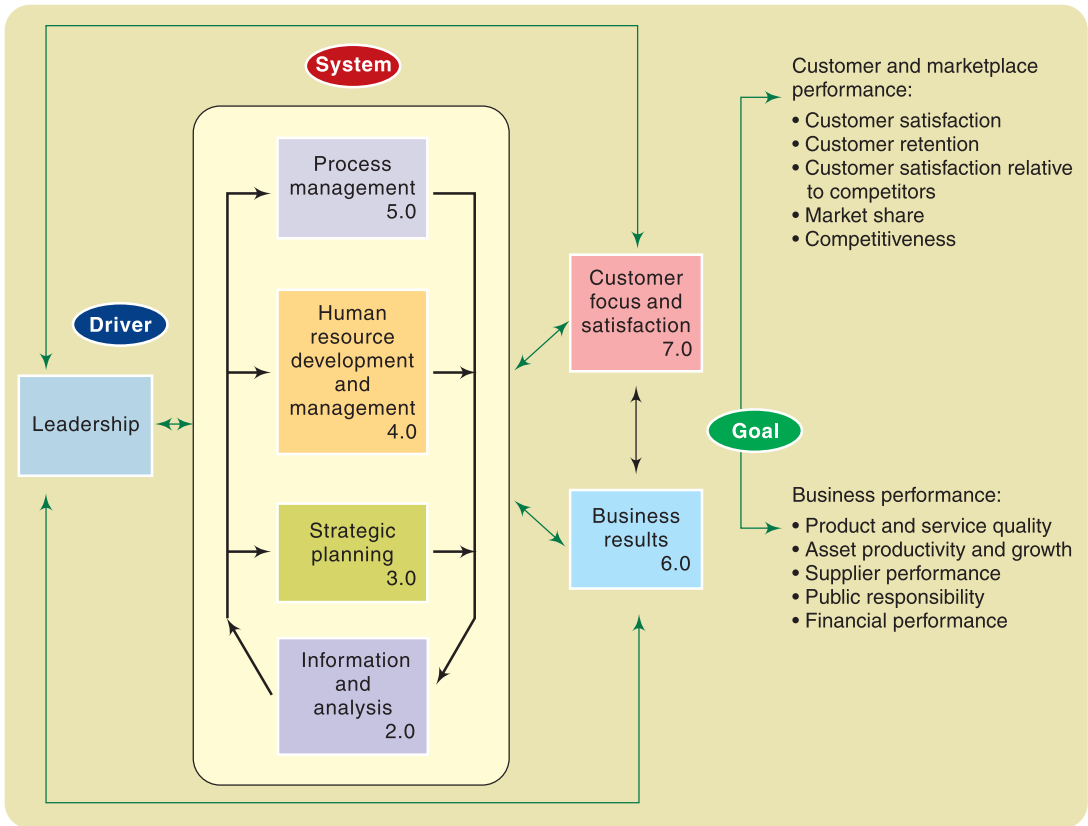 System
Process
management
5.0
Human
resource
development
and
management
4.0
Strategic
planning
3.0
Information
and
analysis
2.0
Driver
Leadership
Customer
focus and
satisfaction
7.0
Business
results
6.0
Goal
Customer and marketplace
performance:
• Customer satisfaction
• Customer retention
• Customer satisfaction relative
to competitors
• Market share
• Competitiveness
Business performance:
• Product and service quality
• Asset productivity and growth
• Supplier performance
• Public responsibility
• Financial performance